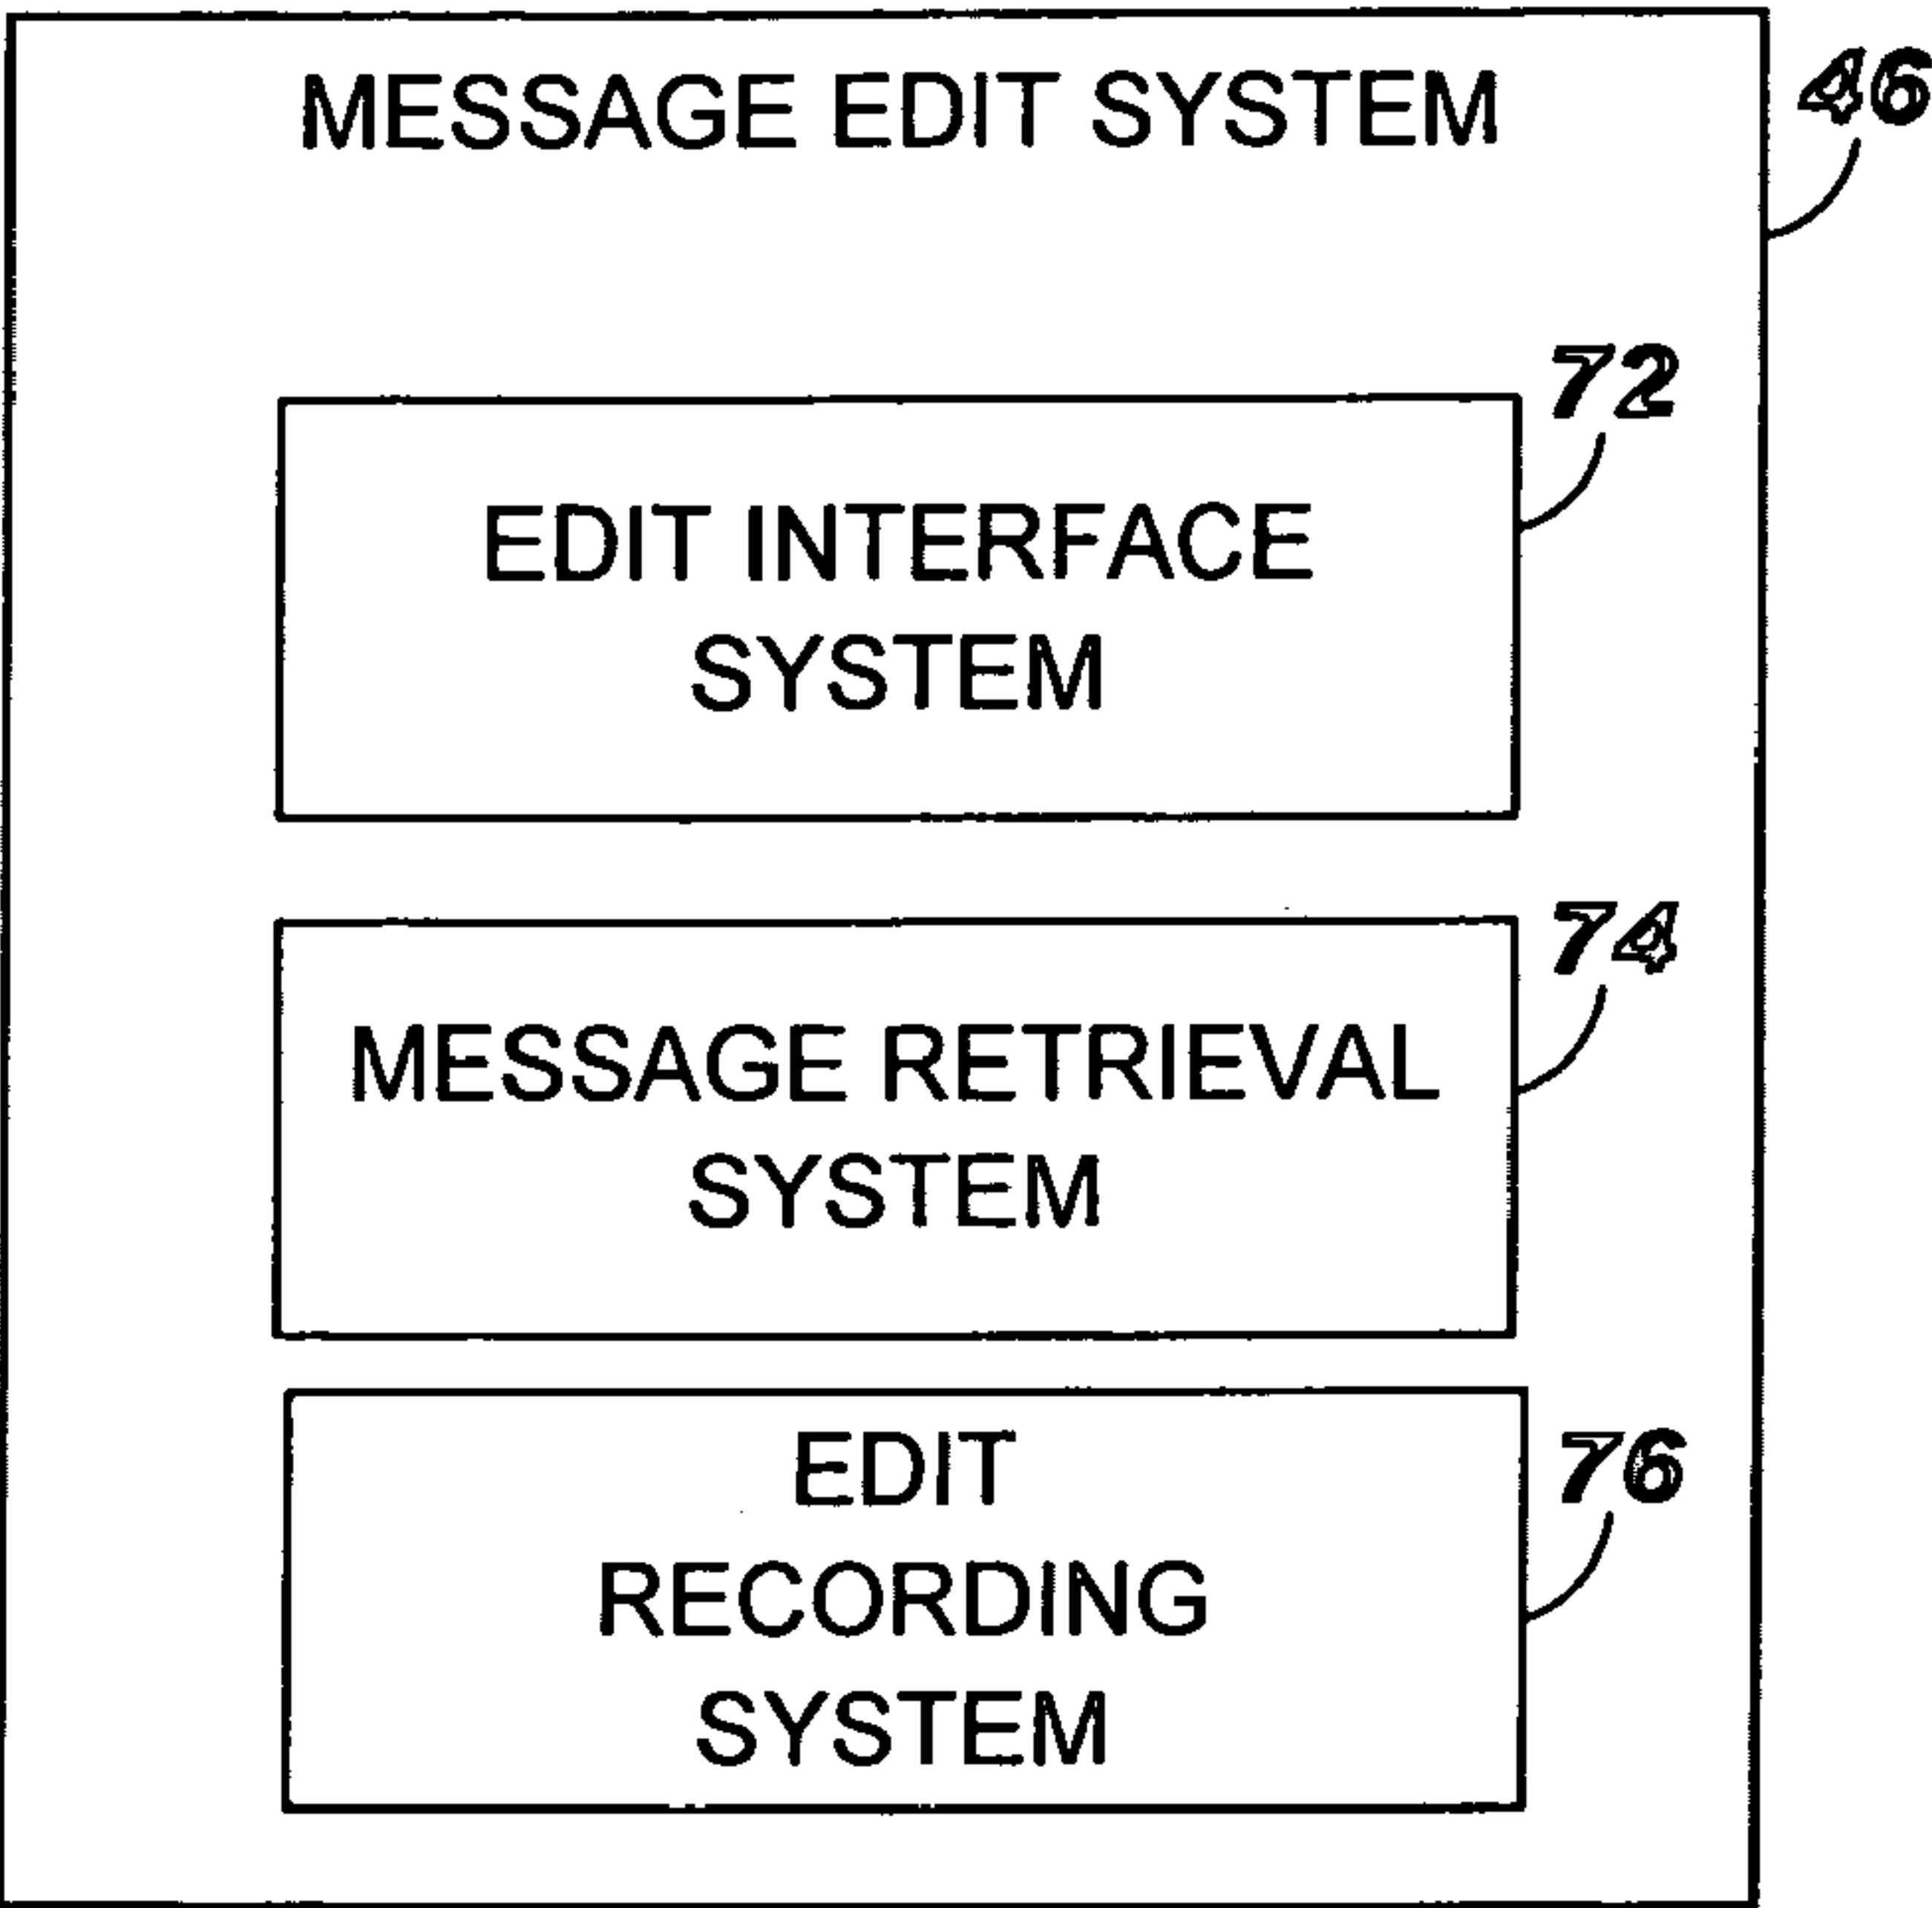 MESSAGE EDIT SYSTEM
46
72
EDIT INTERFACE
SYSTEM
74
MESSAGE RETRIEVAL
SYSTEM
76
EDIT
RECORDING
SYSTEM